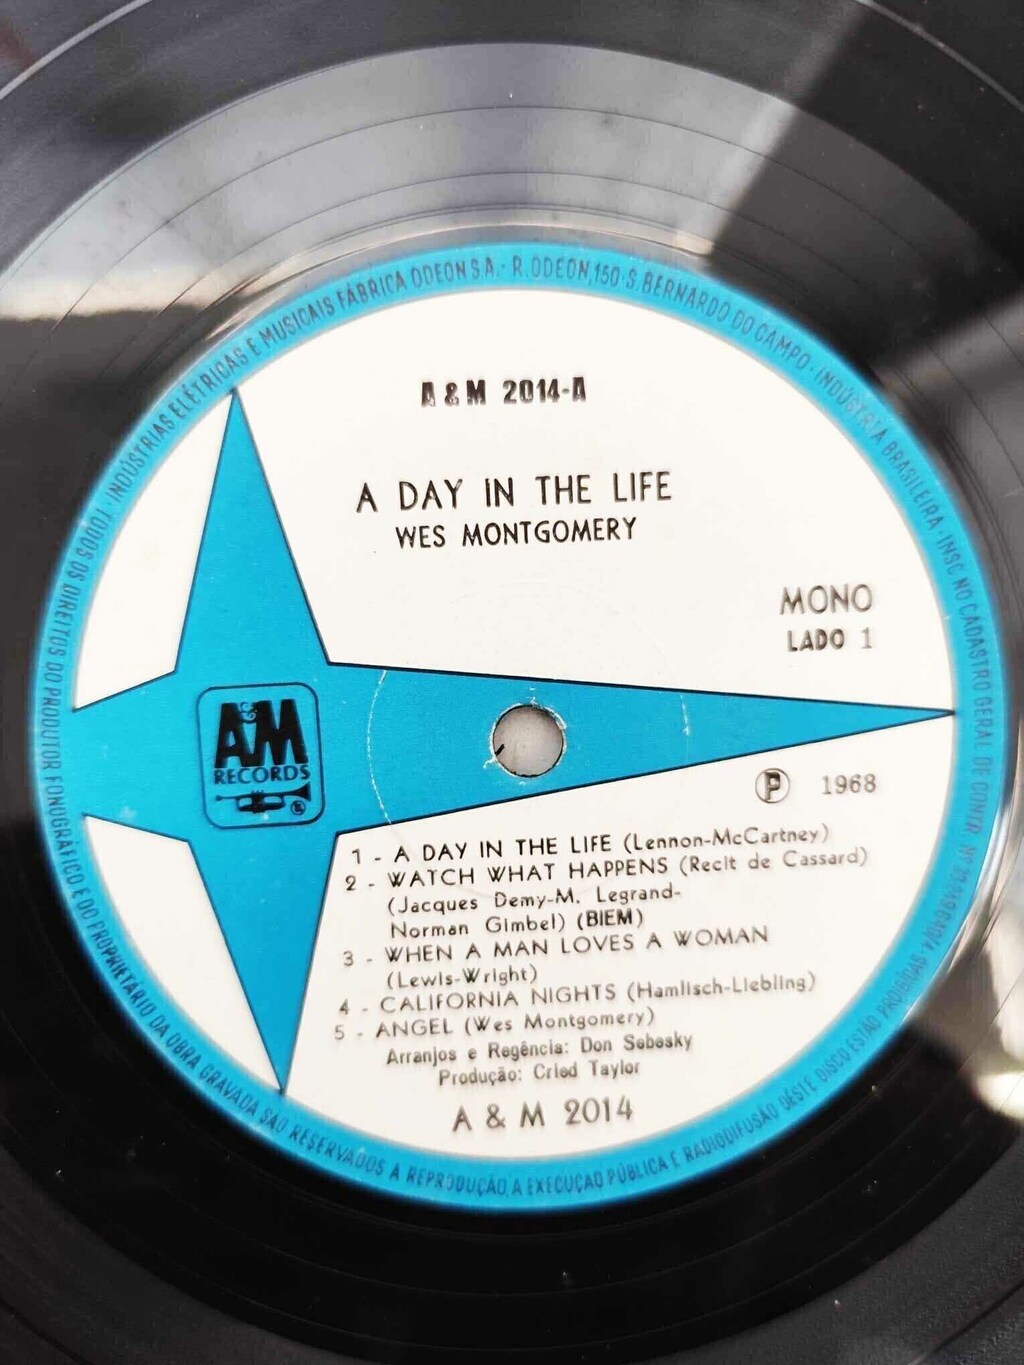 INDÚSTRIAS ELÉTRICAS E MUSICAIS FÁBRICA ODEON S.A. · R. ODEON, 150 · S. BERNARDO DO CAMPO · INDÚSTRIA BRASILEIRA · INSC NO CADASTRO GERAL DE CONTR. Nº
A & M 2014-A
A DAY IN THE LIFE
WES MONTGOMERY
MONO
LADO 1
A&M
RECORDS
P 1968
1 - A DAY IN THE LIFE (Lennon-McCartney)
2 - WATCH WHAT HAPPENS (Recit de Cassard)
(Jacques Demy-M. Legrand-
Norman Gimbel) (BIEM)
3 - WHEN A MAN LOVES A WOMAN
(Lewis-Wright)
4 - CALIFORNIA NIGHTS (Hamlisch-Liebling)
5 - ANGEL (Wes Montgomery)
Arranjos e Regência: Don Sebesky
Produção: Cried Taylor
A & M 2014
TODOS OS DIREITOS DO PRODUTOR FONOGRÁFICO E DO PROPRIETÁRIO DA OBRA GRAVADA SÃO RESERVADOS A REPRODUÇÃO, A EXECUÇÃO PÚBLICA E RADIODIFUSÃO DÊSTE DISCO ESTÃO PROIBIDAS